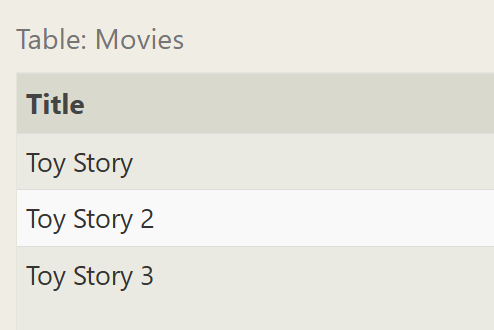 Table: Movies
Title
Toy Story
Toy Story 2
Toy Story 3